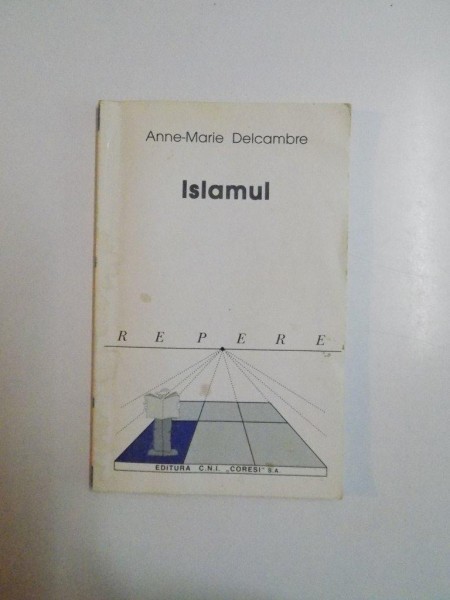 Anne-Marie Delcambre
Islamul
R E P E R E
EDITURA C.N.I. „CORESI" S.A.